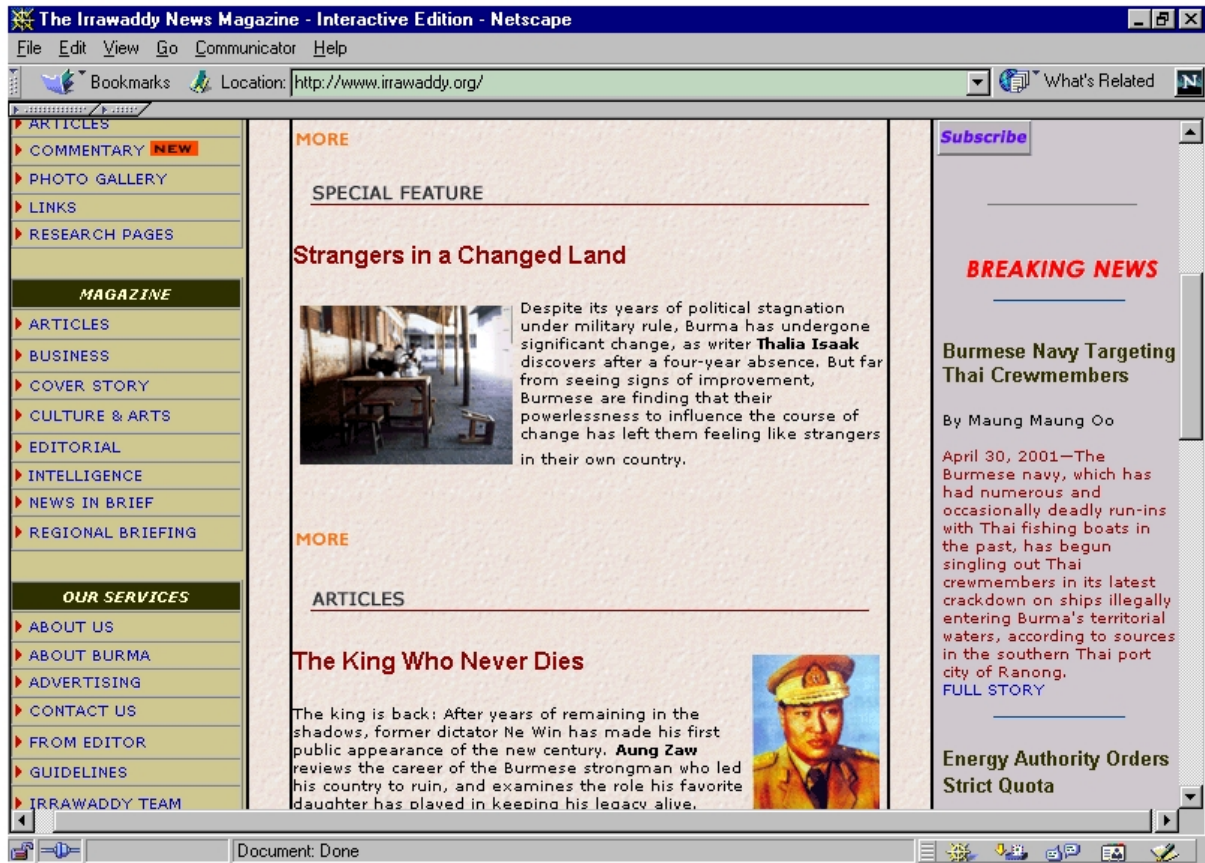 The Irrawaddy News Magazine - Interactive Edition - Netscape
File Edit View Go Communicator Help
Bookmarks Location: http://www.irrawaddy.org/ What's Related N
ARTICLES
COMMENTARY NEW
PHOTO GALLERY
LINKS
RESEARCH PAGES
MAGAZINE
ARTICLES
BUSINESS
COVER STORY
CULTURE & ARTS
EDITORIAL
INTELLIGENCE
NEWS IN BRIEF
REGIONAL BRIEFING
OUR SERVICES
ABOUT US
ABOUT BURMA
ADVERTISING
CONTACT US
FROM EDITOR
GUIDELINES
IRRAWADDY TEAM
MORE
SPECIAL FEATURE
Strangers in a Changed Land
Despite its years of political stagnation
under military rule, Burma has undergone
significant change, as writer Thalia Isaak
discovers after a four-year absence. But far
from seeing signs of improvement,
Burmese are finding that their
powerlessness to influence the course of
change has left them feeling like strangers
in their own country.
MORE
ARTICLES
The King Who Never Dies
The king is back: After years of remaining in the
shadows, former dictator Ne Win has made his first
public appearance of the new century. Aung Zaw
reviews the career of the Burmese strongman who led
his country to ruin, and examines the role his favorite
daughter has played in keeping his legacy alive.
Subscribe
BREAKING NEWS
Burmese Navy Targeting
Thai Crewmembers
By Maung Maung Oo
April 30, 2001—The
Burmese navy, which has
had numerous and
occasionally deadly run-ins
with Thai fishing boats in
the past, has begun
singling out Thai
crewmembers in its latest
crackdown on ships illegally
entering Burma's territorial
waters, according to sources
in the southern Thai port
city of Ranong.
FULL STORY
Energy Authority Orders
Strict Quota
Document: Done